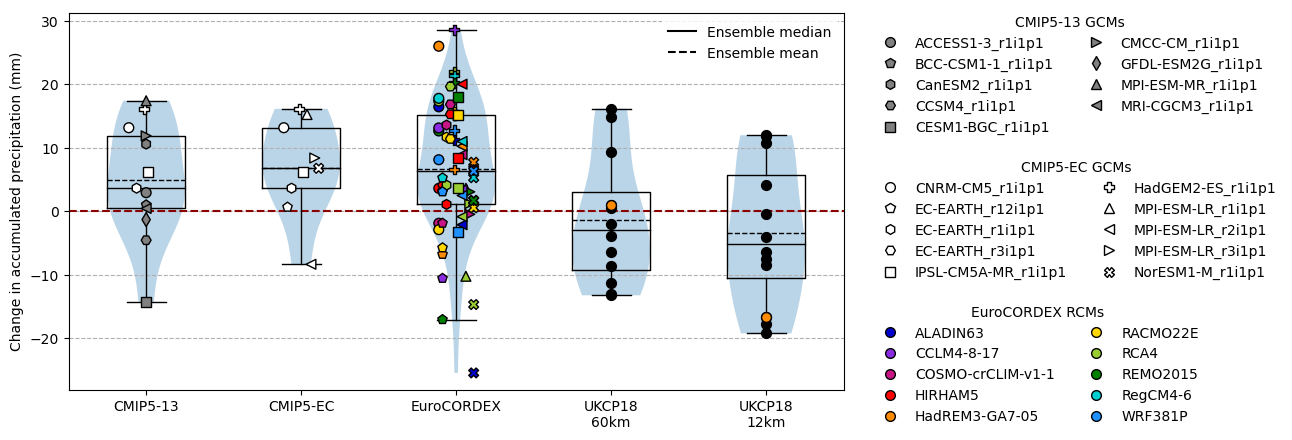 Change in accumulated precipitation (mm)
30
20
10
0
−10
−20
Ensemble median
Ensemble mean
CMIP5-13
CMIP5-EC
EuroCORDEX
UKCP18
60km
UKCP18
12km
CMIP5-13 GCMs
ACCESS1-3_r1i1p1
BCC-CSM1-1_r1i1p1
CanESM2_r1i1p1
CCSM4_r1i1p1
CESM1-BGC_r1i1p1
CMCC-CM_r1i1p1
GFDL-ESM2G_r1i1p1
MPI-ESM-MR_r1i1p1
MRI-CGCM3_r1i1p1
CMIP5-EC GCMs
CNRM-CM5_r1i1p1
EC-EARTH_r12i1p1
EC-EARTH_r1i1p1
EC-EARTH_r3i1p1
IPSL-CM5A-MR_r1i1p1
HadGEM2-ES_r1i1p1
MPI-ESM-LR_r1i1p1
MPI-ESM-LR_r2i1p1
MPI-ESM-LR_r3i1p1
NorESM1-M_r1i1p1
EuroCORDEX RCMs
ALADIN63
CCLM4-8-17
COSMO-crCLIM-v1-1
HIRHAM5
HadREM3-GA7-05
RACMO22E
RCA4
REMO2015
RegCM4-6
WRF381P